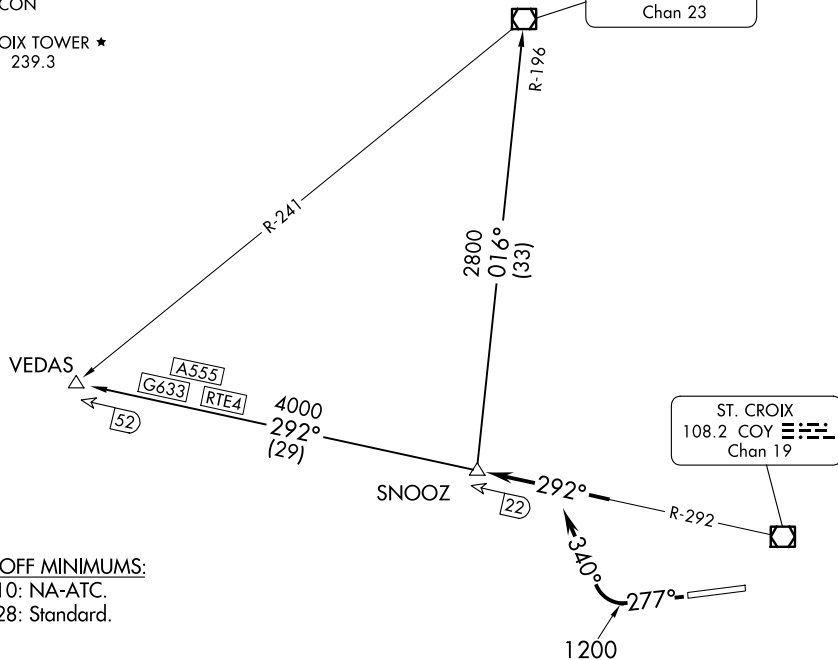 CON
Chan 23
OIX TOWER ★
239.3
R-196
R-241
2800
016°
(33)
VEDAS
A555
G633
RTE4
52
4000
292°
(29)
ST. CROIX
108.2 COY
Chan 19
SNOOZ
22
292°
R-292
340°
277°
1200
OFF MINIMUMS:
10: NA-ATC.
28: Standard.